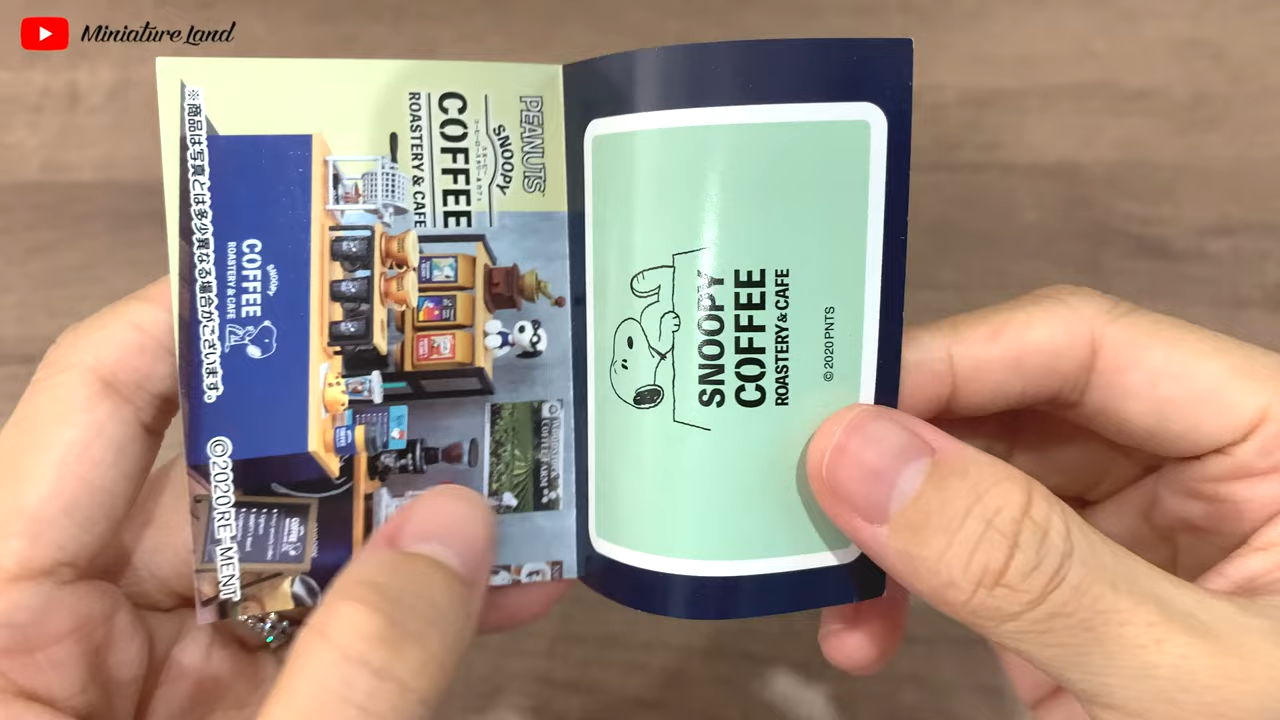 Miniature Land
PEANUTS
SNOOPY
COFFEE
ROASTERY & CAFE
SNOOPY
COFFEE
ROASTERY & CAFE
※商品は写真とは多少異なる場合がございます。
©2020 RE-MENT
SNOOPY
COFFEE
ROASTERY & CAFE
©2020 PNTS